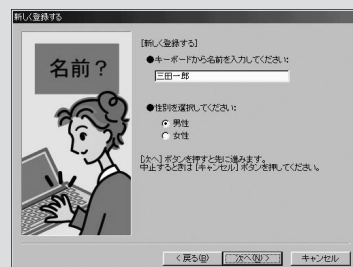 新しく登録する
名前？
[新しく登録する]
●キーボードから名前を入力してください:
三田一郎
●性別を選択してください:
男性
女性
[次へ] ボタンを押すと先に進みます。
中止するときは [キャンセル] ボタンを押してください。
< 戻る(B)
次へ(N) >
キャンセル